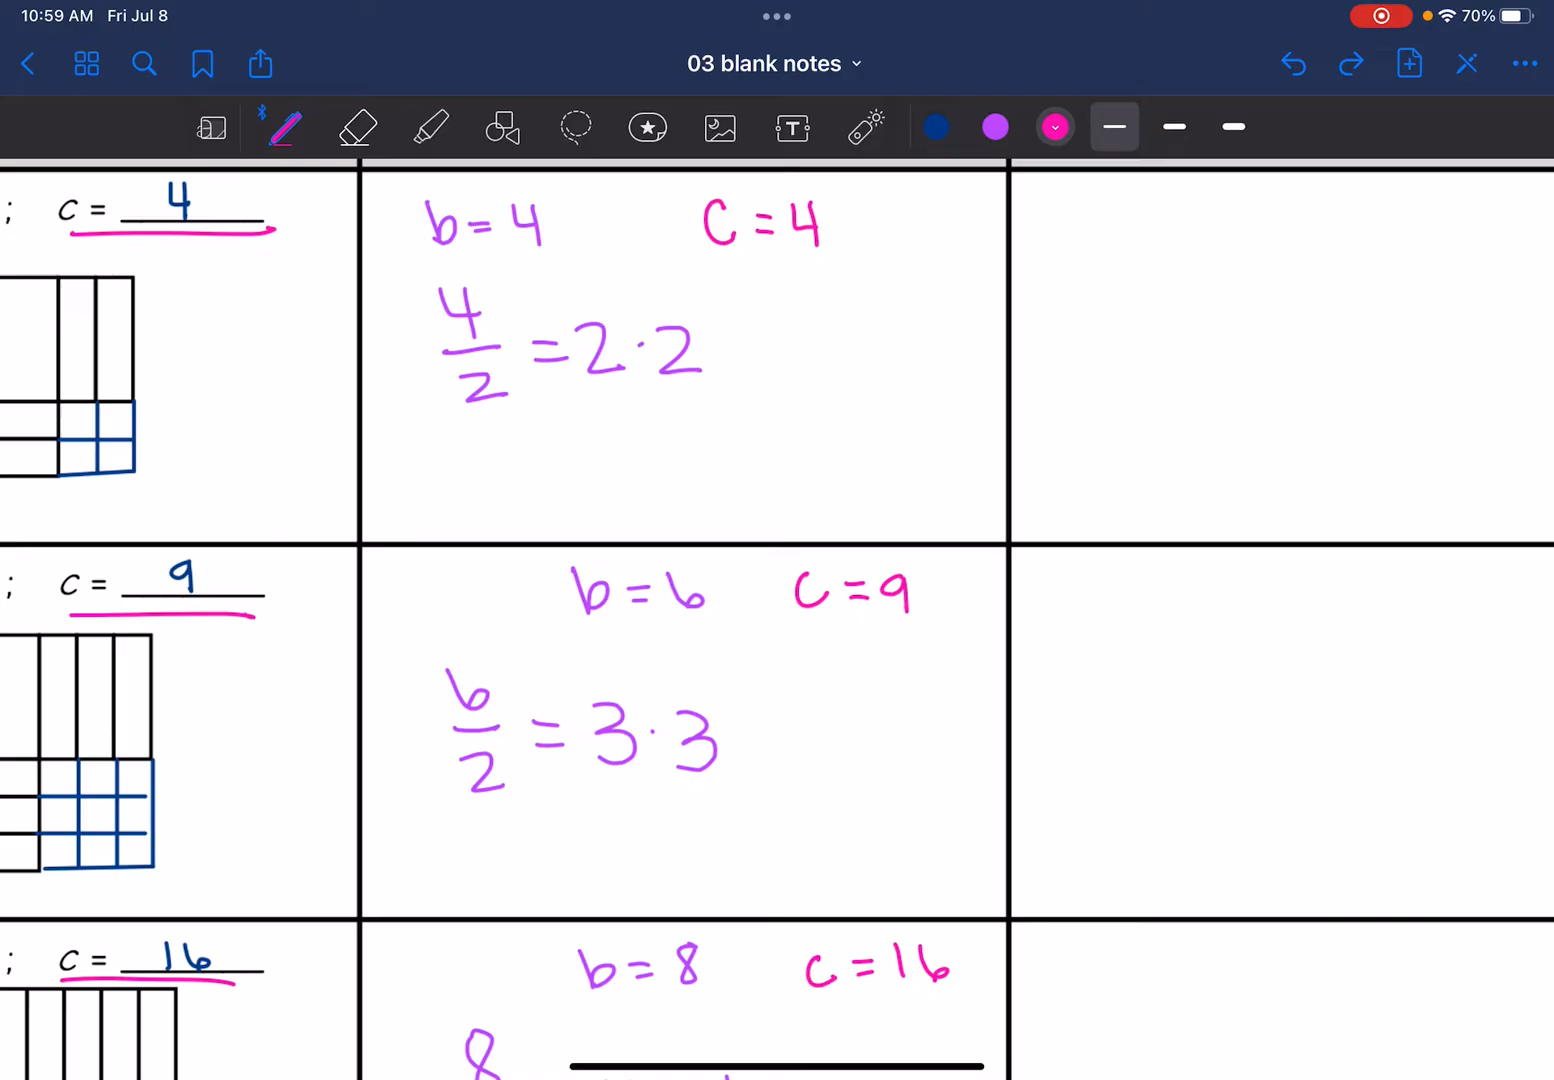 10:59 AM Fri Jul 8
70%
03 blank notes
T
; c = 4
b = 4 C = 4
4/2 = 2 · 2
; c = 9
b = 6 C = 9
6/2 = 3 · 3
; c = 16
b = 8 c = 16
8